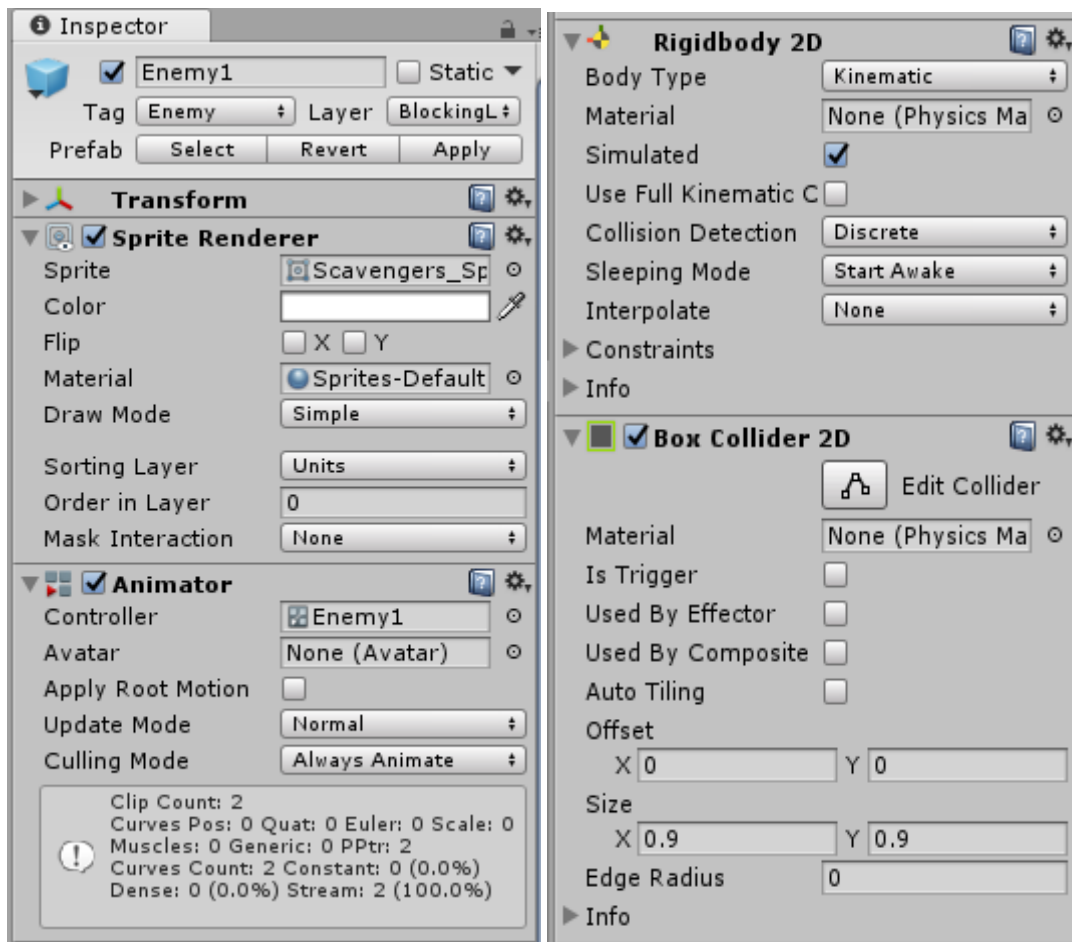 Inspector
Enemy1 Static
Tag Enemy Layer BlockingL
Prefab Select Revert Apply
Transform
Sprite Renderer
Sprite Scavengers_Sp
Color
Flip X Y
Material Sprites-Default
Draw Mode Simple
Sorting Layer Units
Order in Layer 0
Mask Interaction None
Animator
Controller Enemy1
Avatar None (Avatar)
Apply Root Motion
Update Mode Normal
Culling Mode Always Animate
Clip Count: 2
Curves Pos: 0 Quat: 0 Euler: 0 Scale: 0
Muscles: 0 Generic: 0 PPtr: 2
Curves Count: 2 Constant: 0 (0.0%)
Dense: 0 (0.0%) Stream: 2 (100.0%)
Rigidbody 2D
Body Type Kinematic
Material None (Physics Ma
Simulated
Use Full Kinematic C
Collision Detection Discrete
Sleeping Mode Start Awake
Interpolate None
Constraints
Info
Box Collider 2D
Edit Collider
Material None (Physics Ma
Is Trigger
Used By Effector
Used By Composite
Auto Tiling
Offset
X 0 Y 0
Size
X 0.9 Y 0.9
Edge Radius 0
Info